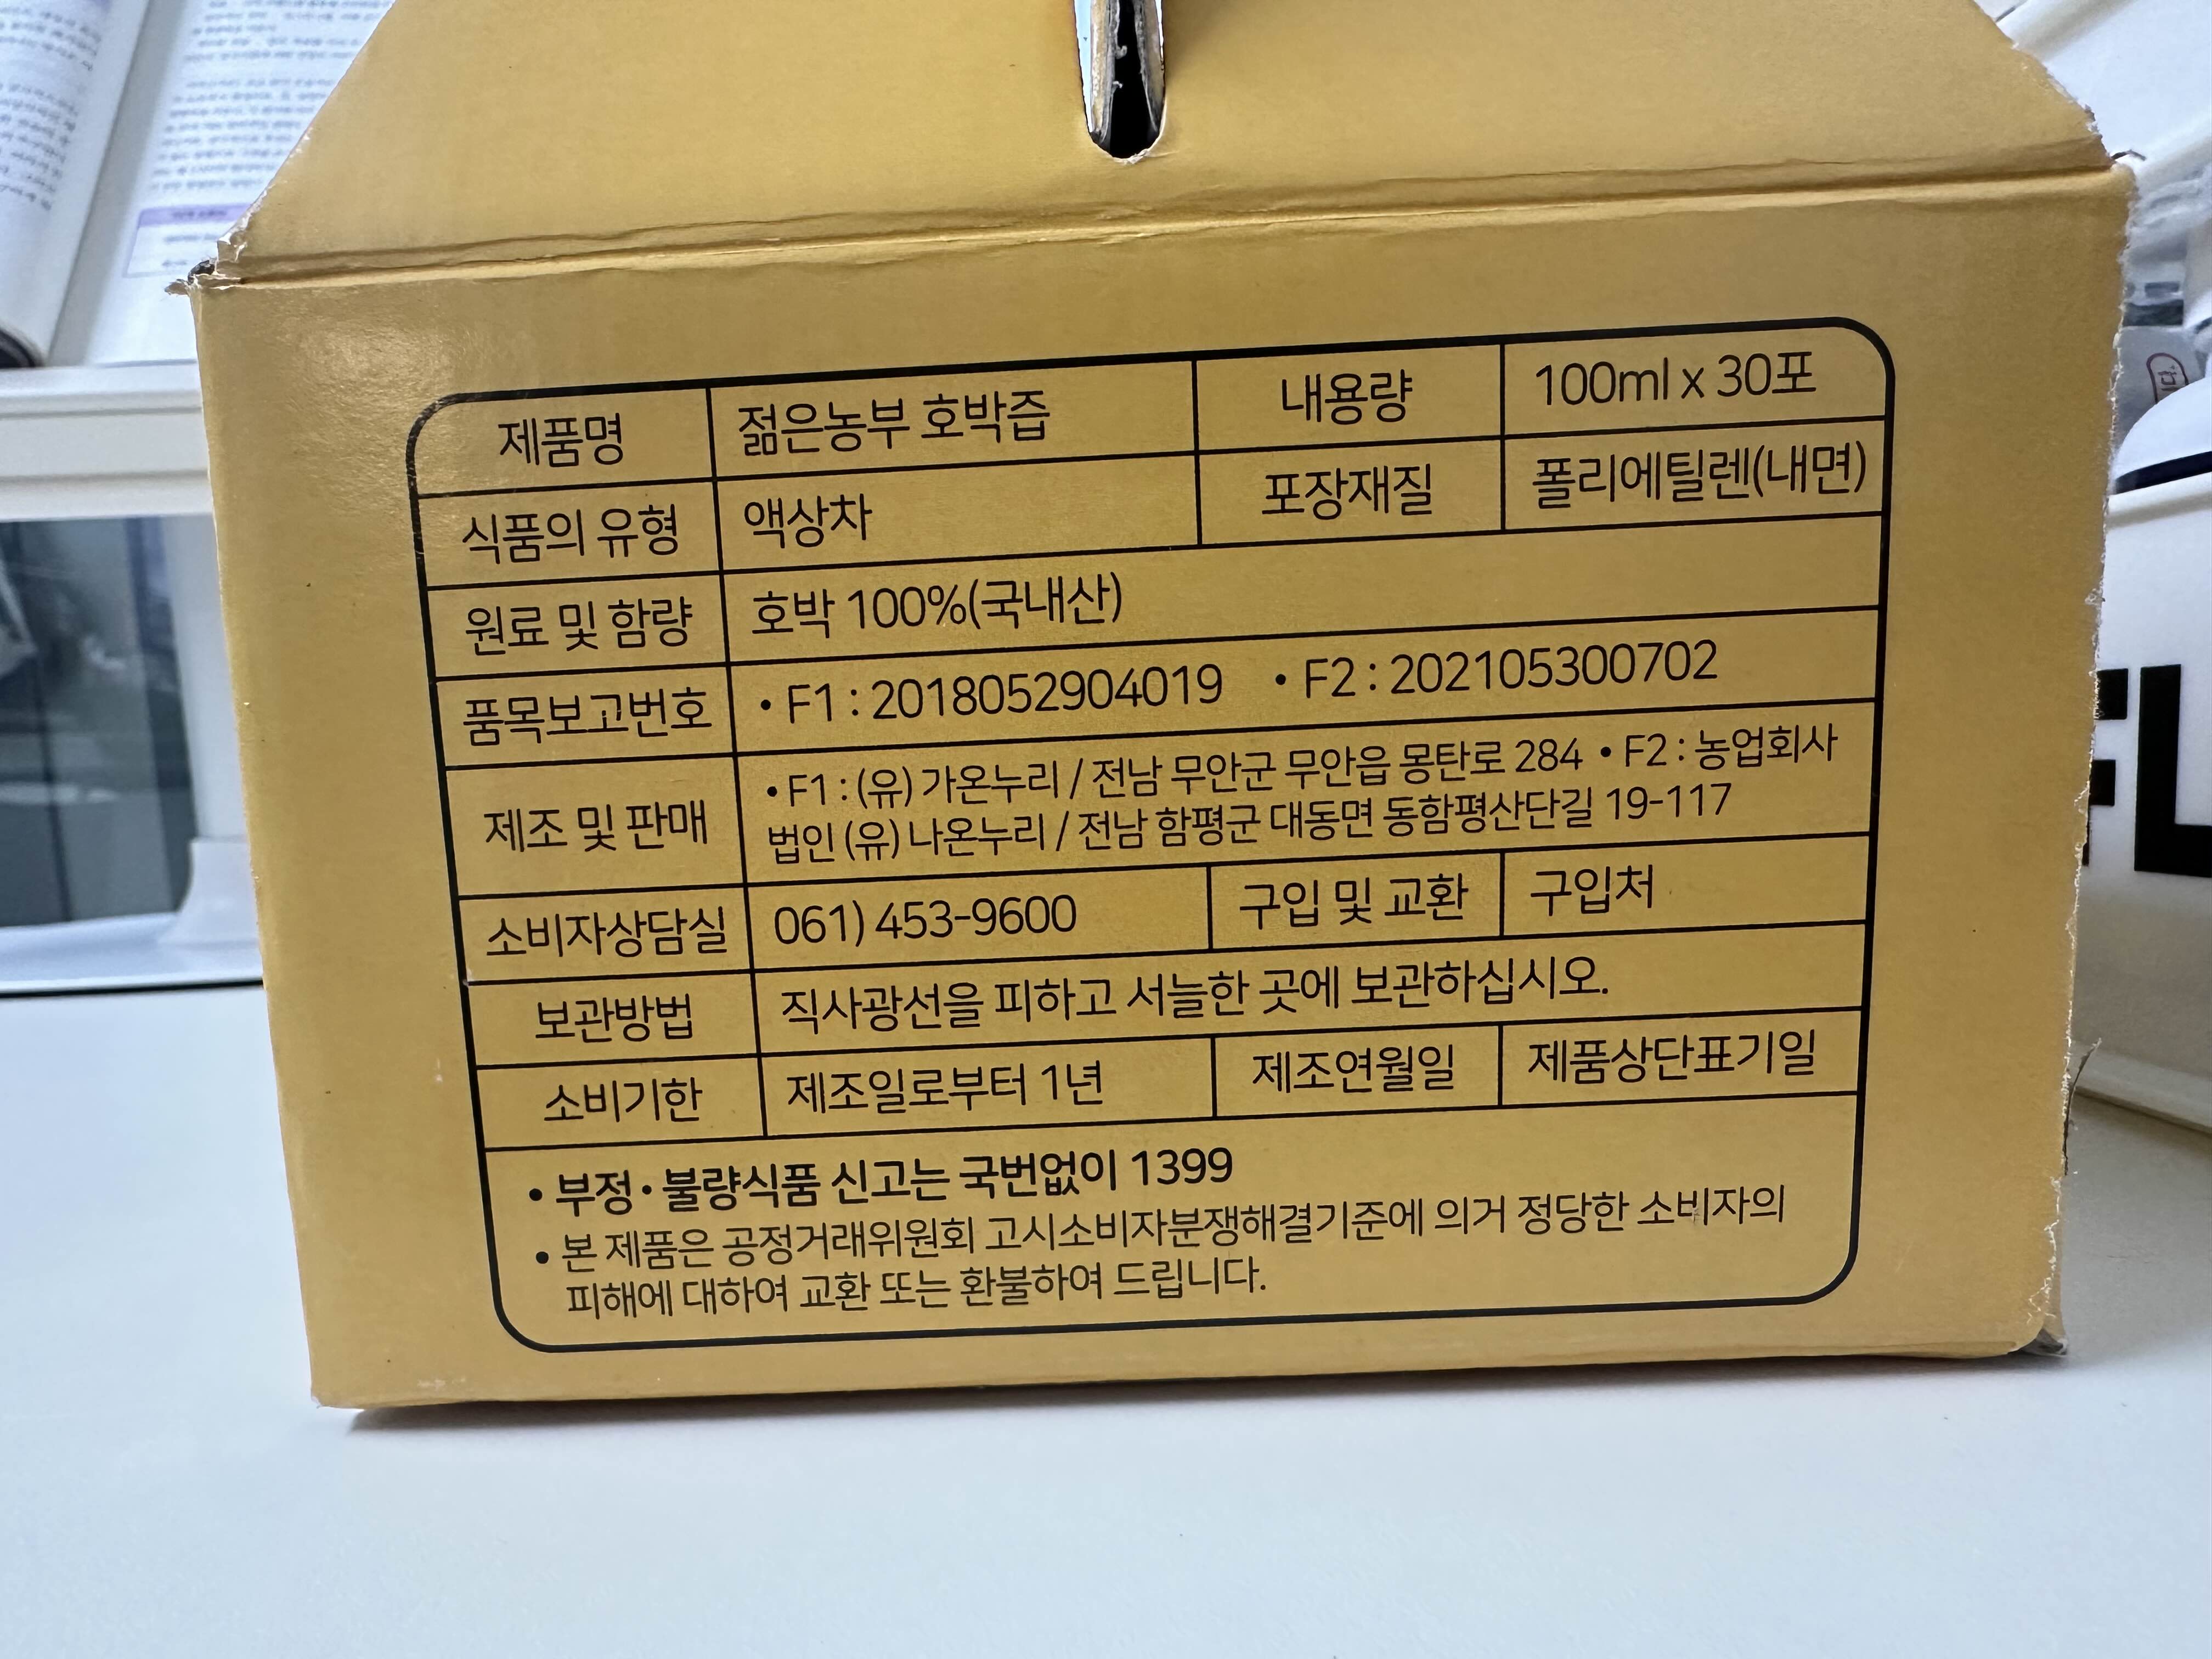 제품명 젊은농부 호박즙 내용량 100ml x 30포
식품의 유형 액상차 포장재질 폴리에틸렌(내면)
원료 및 함량 호박 100%(국내산)
품목보고번호 • F1 : 2018052904019 • F2 : 202105300702
제조 및 판매 • F1 : (유) 가온누리 / 전남 무안군 무안읍 몽탄로 284 • F2 : 농업회사
법인 (유) 나온누리 / 전남 함평군 대동면 동함평산단길 19-117
소비자상담실 061) 453-9600 구입 및 교환 구입처
보관방법 직사광선을 피하고 서늘한 곳에 보관하십시오.
소비기한 제조일로부터 1년 제조연월일 제품상단표기일
• 부정·불량식품 신고는 국번없이 1399
• 본 제품은 공정거래위원회 고시소비자분쟁해결기준에 의거 정당한 소비자의
피해에 대하여 교환 또는 환불하여 드립니다.
FL